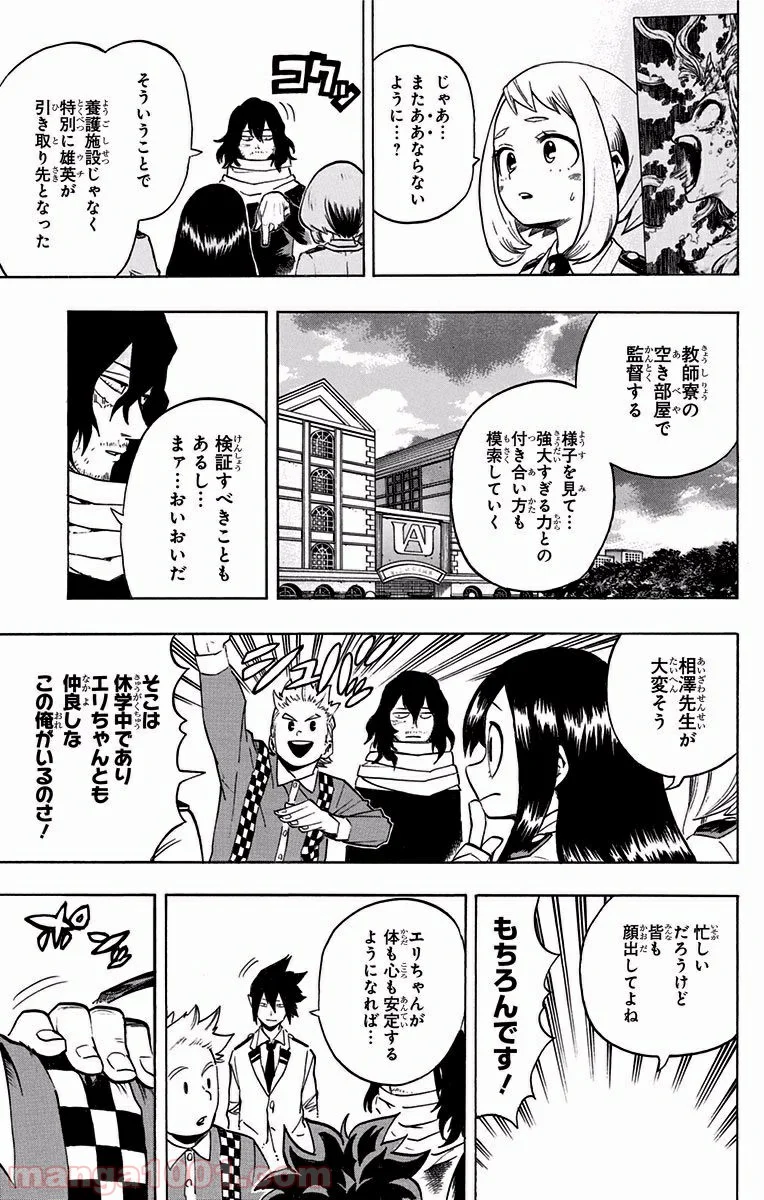 じゃあ…
またああならない
ように…？
コクッ
そういうことで
養護施設じゃなく
特別に雄英が
引き取り先となった
教師寮の
空き部屋で
監督する
様子を見て…
強大すぎる力との
付き合い方も
模索していく
UA
検証すべきことも
あるし…
まァ…おいおいだ
相澤先生が
大変そう
そこは
休学中であり
エリちゃんとも
仲良しな
この俺がいるのさ！
忙しい
だろうけど
皆も
顔出してよね
もちろんです！
エリちゃんが
体も心も安定する
ようになれば…
ポム
manga1001.com